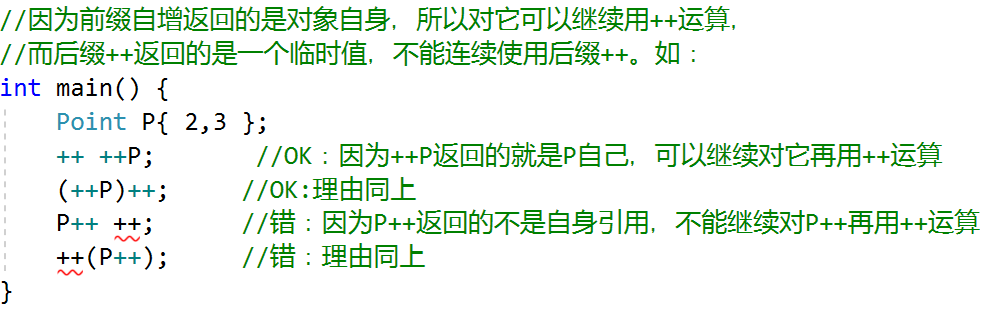 //因为前缀自增返回的是对象自身，所以对它可以继续用++运算，
//而后缀++返回的是一个临时值，不能连续使用后缀++。如：
int main() {
    Point P{ 2,3 };
    ++ ++P;       //OK：因为++P返回的就是P自己，可以继续对它再用++运算
    (++P)++;     //OK:理由同上
    P++ ++;      //错：因为P++返回的不是自身引用，不能继续对P++再用++运算
    ++(P++);     //错：理由同上
}